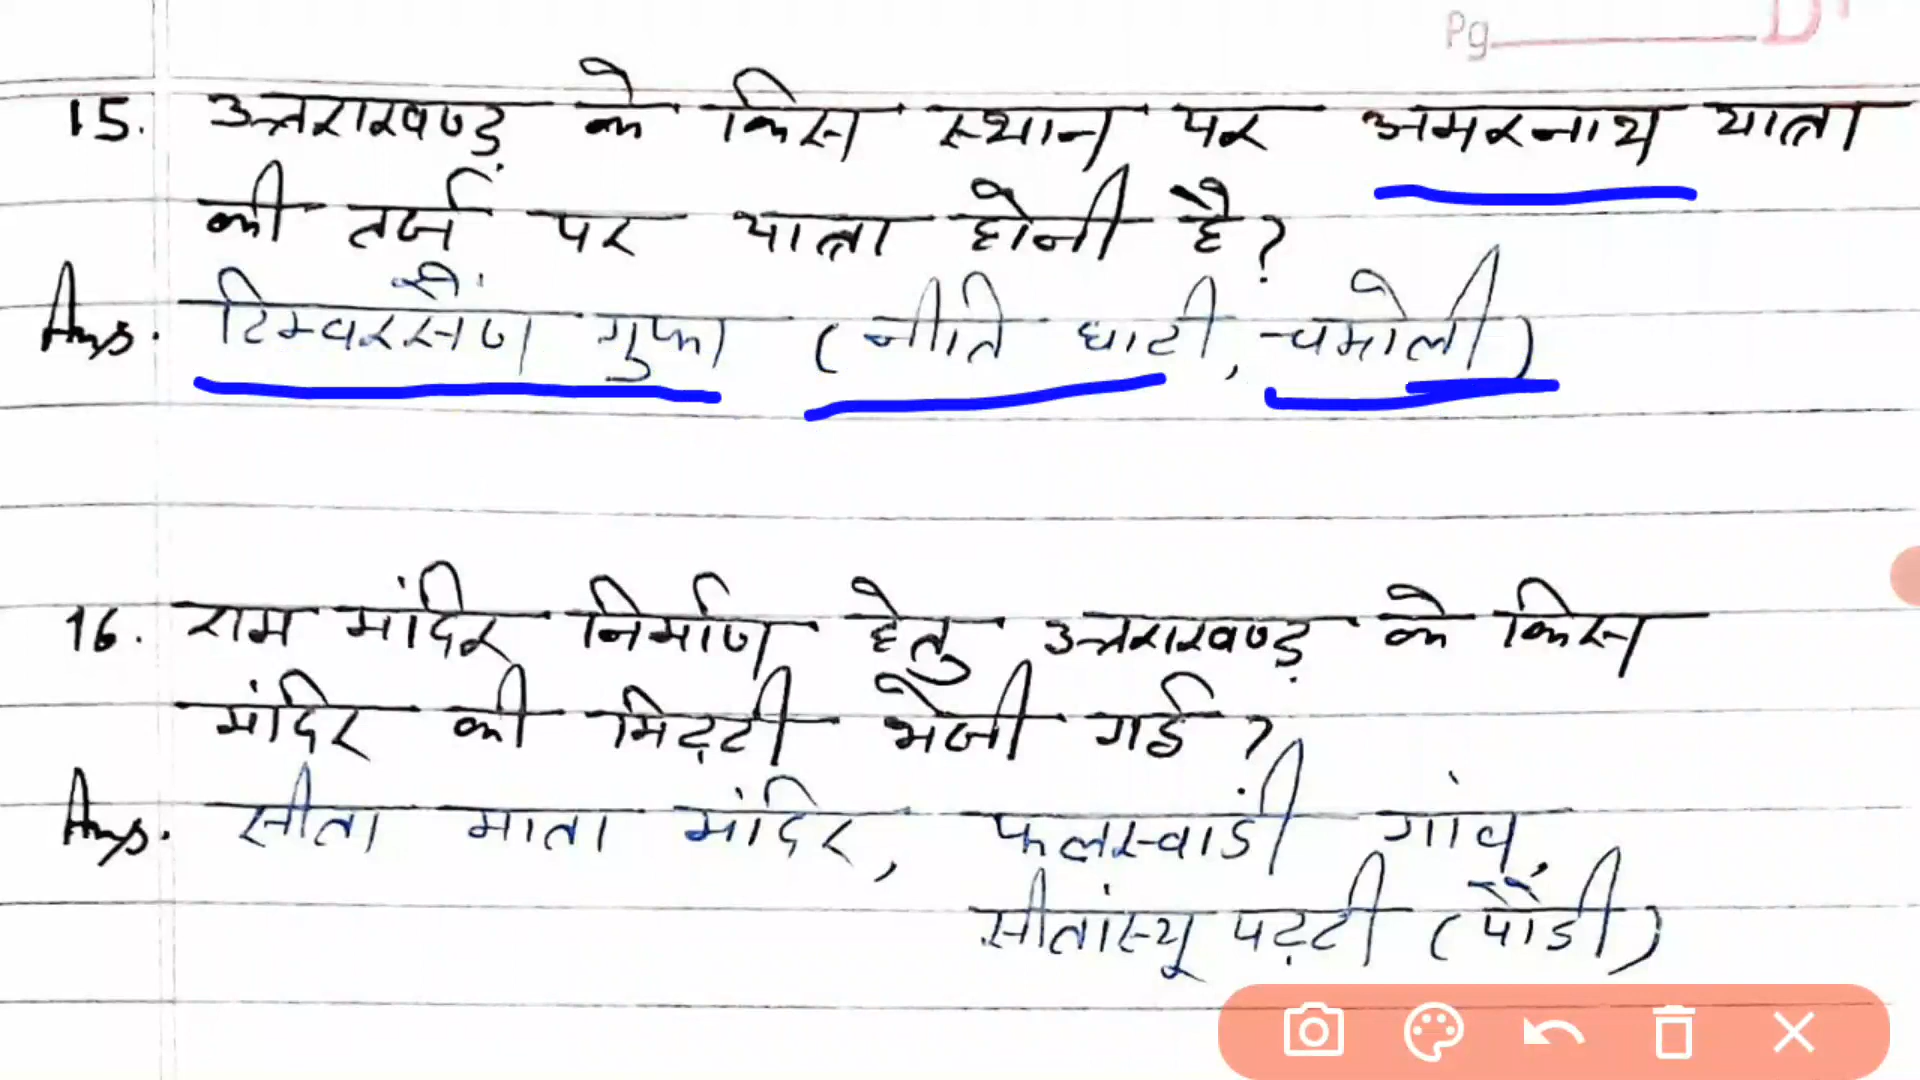 Pg
15. उत्तराखण्ड़ के किस स्थान पर अमरनाथ यात्रा
की तर्ज पर यात्रा होनी है?
Ans. टिम्वरसैंण गुफा (नीति घाटी, चमोली)
16. राम मंदिर निर्माण हेतु उत्तराखण्ड़ के किस
मंदिर की मिट्टी भेजी गई?
Ans. सीता माता मंदिर, फलस्वाडी गांव,
सीतांस्यू पट्टी (पौडी)